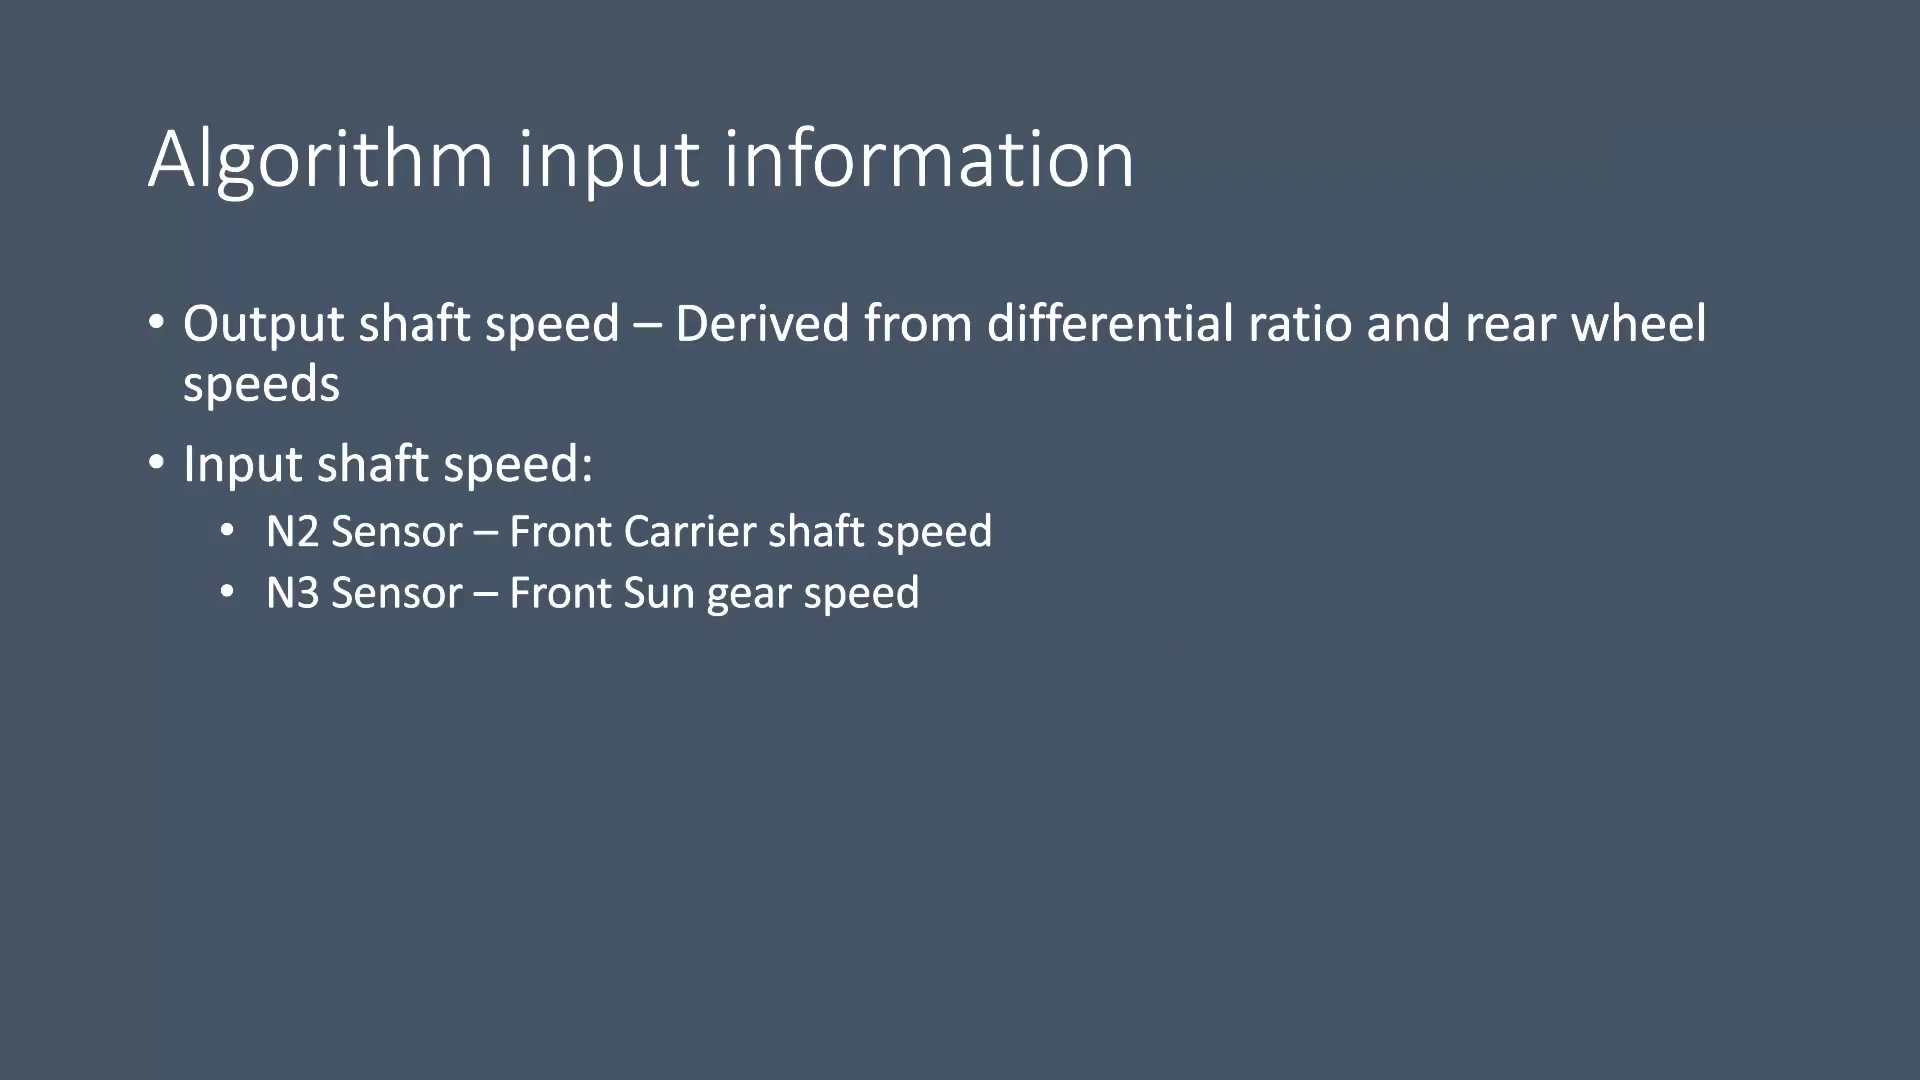 Algorithm input information
• Output shaft speed – Derived from differential ratio and rear wheel
speeds
• Input shaft speed:
• N2 Sensor – Front Carrier shaft speed
• N3 Sensor – Front Sun gear speed